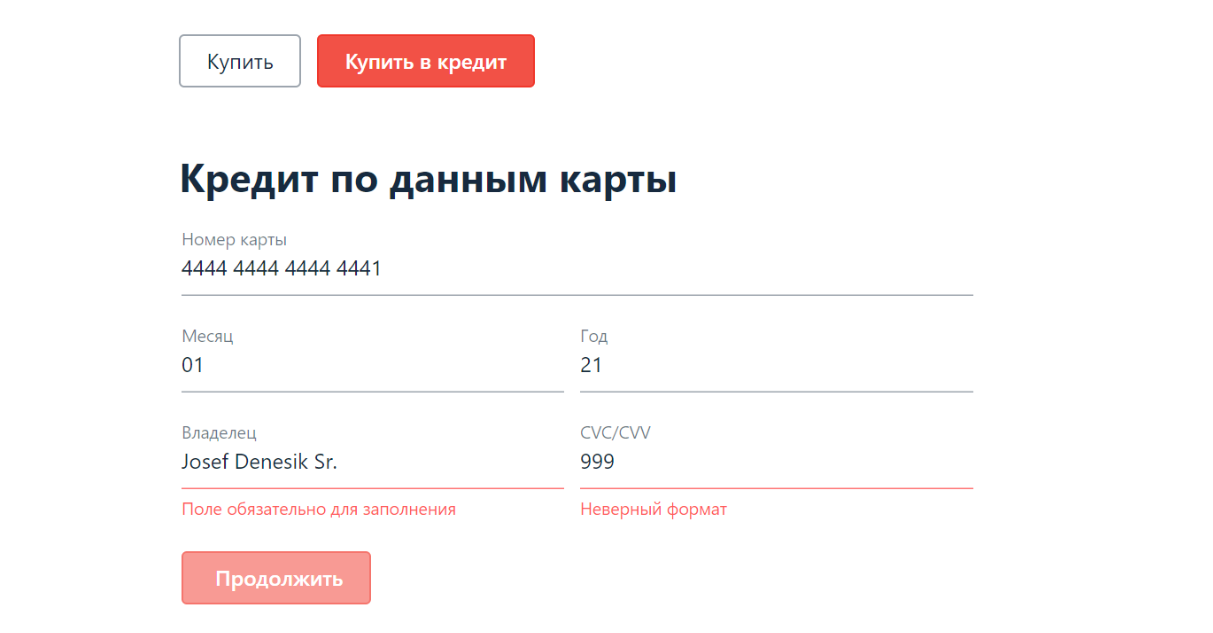 Купить Купить в кредит
Кредит по данным карты
Номер карты
4444 4444 4444 4441
Месяц Год
01 21
Владелец CVC/CVV
Josef Denesik Sr. 999
Поле обязательно для заполнения Неверный формат
Продолжить